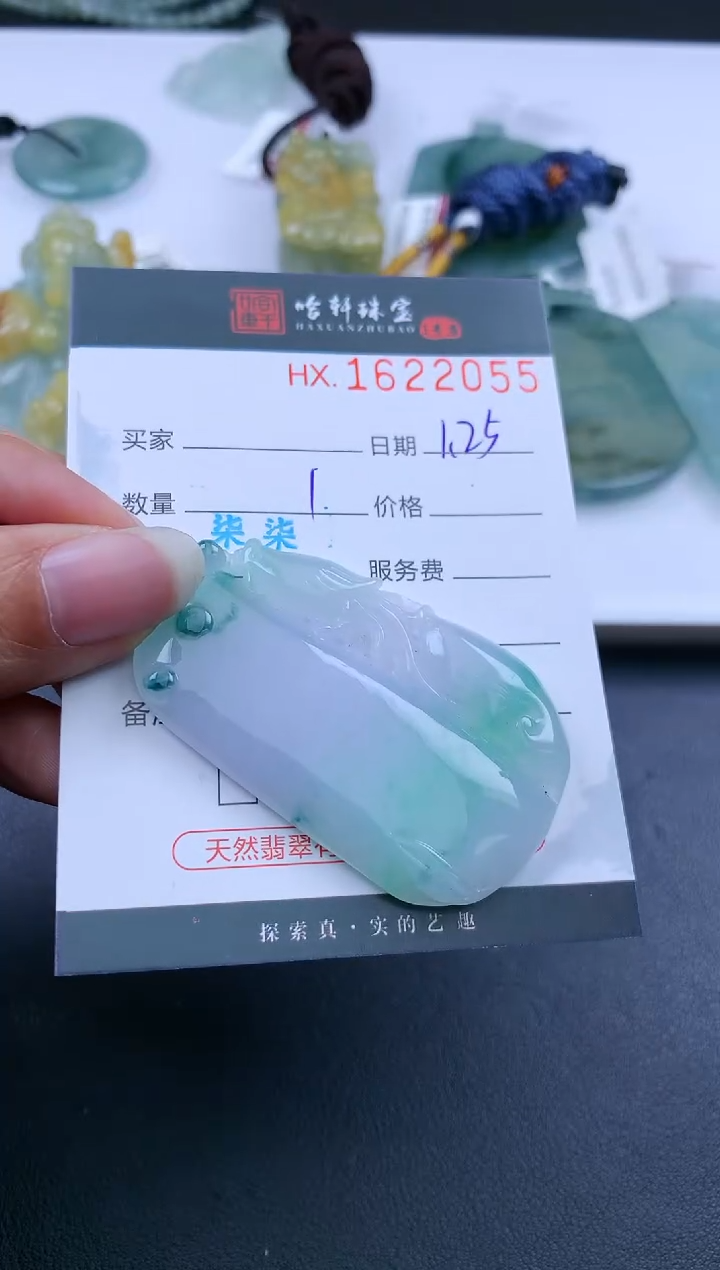 哈轩珠宝
HAXUANZHUBAO
HX.1622055
买家 日期 1.25
数量 1. 价格
柒柒
服务费
备
天然翡翠
探索真·实的艺趣